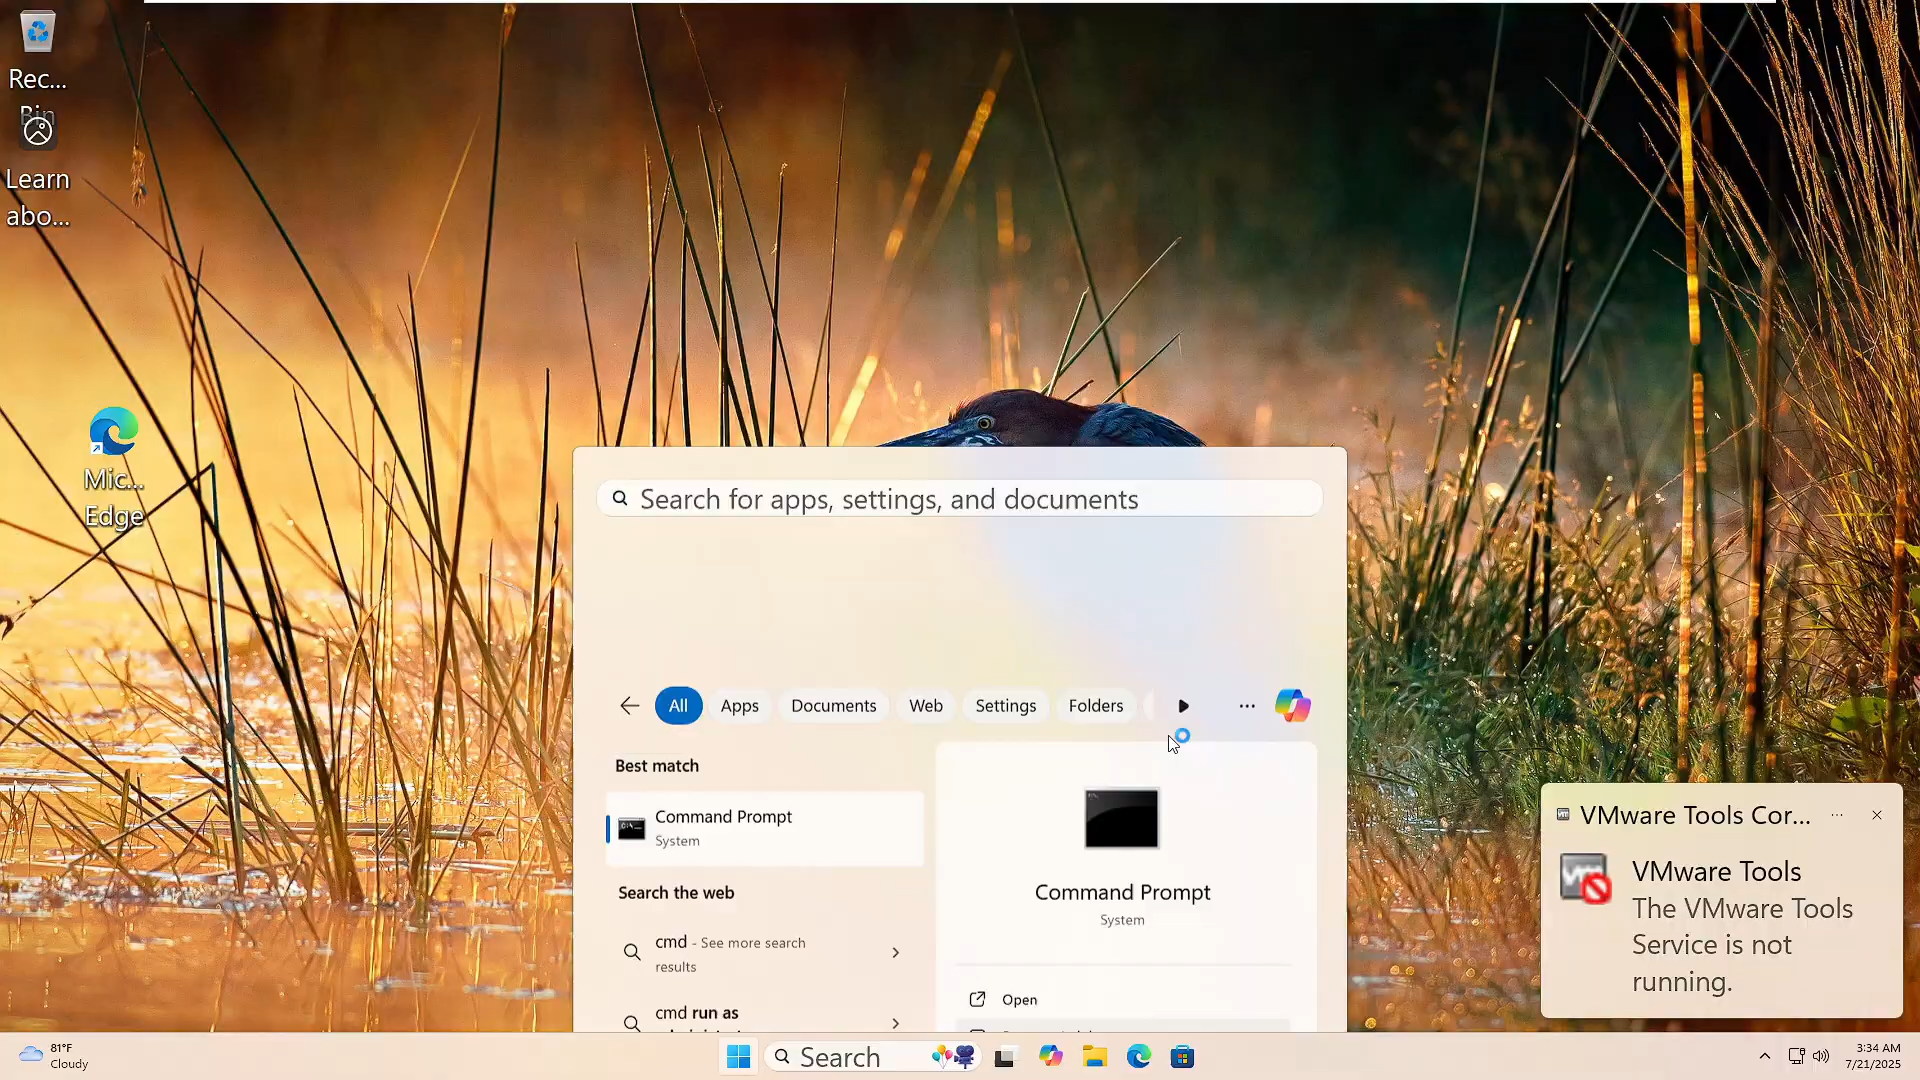 Rec...
Bin
Learn
abo...
Mic...
Edge
Search for apps, settings, and documents
All
Apps
Documents
Web
Settings
Folders
Best match
Command Prompt
System
Search the web
cmd - See more search
results
cmd run as
Command Prompt
System
Open
VMware Tools Cor...
VMware Tools
The VMware Tools
Service is not
running.
81°F
Cloudy
Search
3:34 AM
7/21/2025